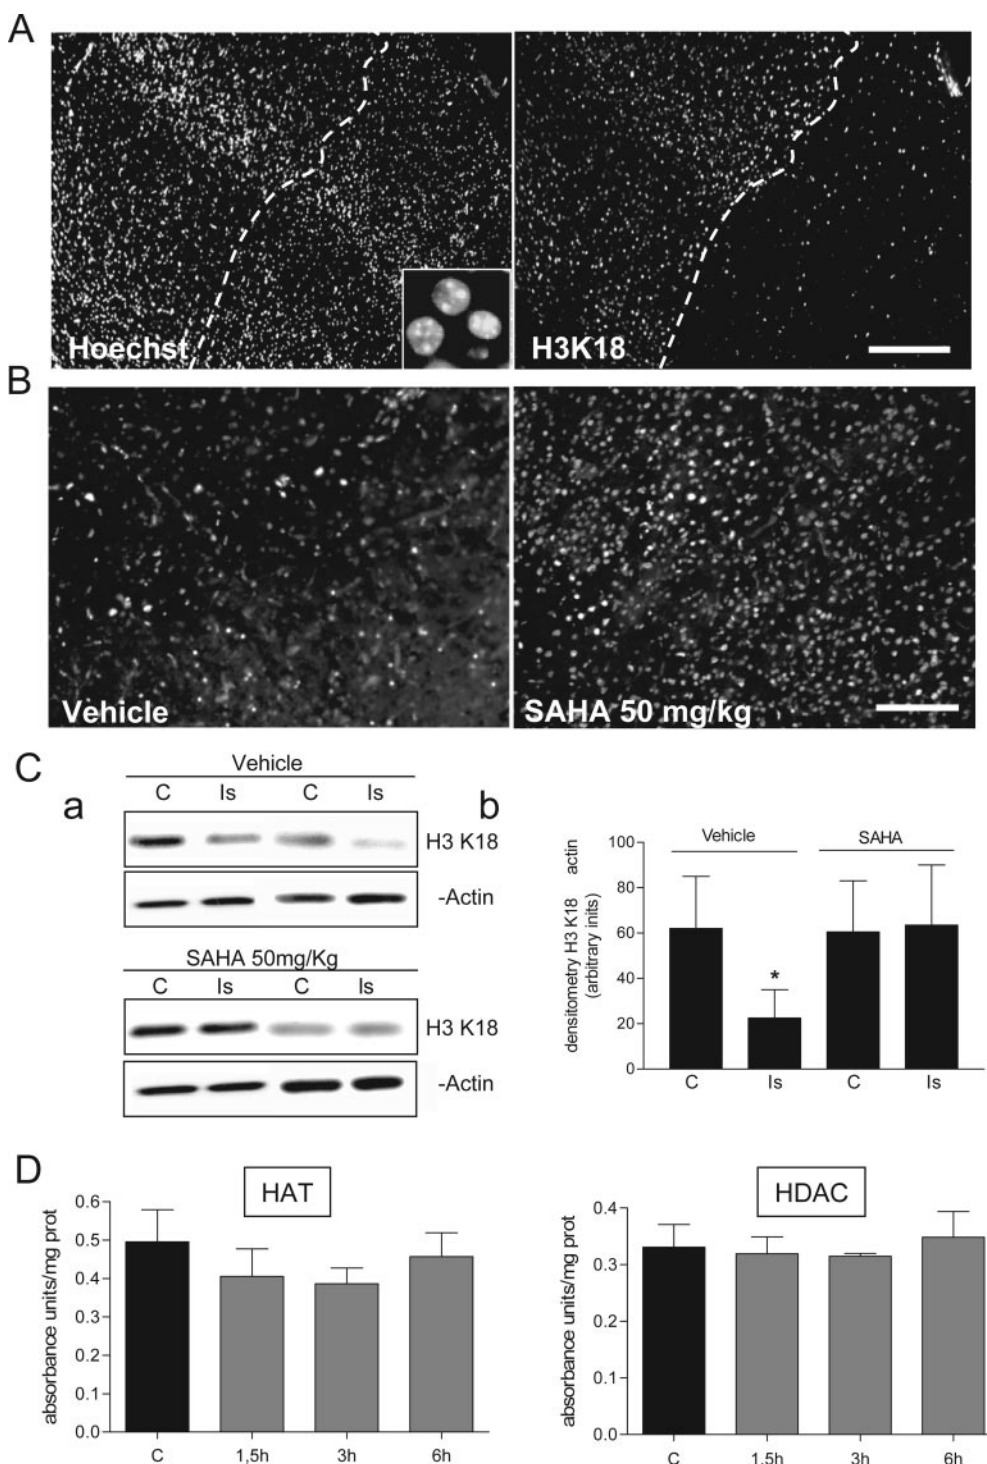 A
Hoechst
H3K18
B
Vehicle
SAHA 50 mg/kg
C
a
Vehicle
C Is C Is
H3 K18
-Actin
SAHA 50mg/Kg
C Is C Is
H3 K18
-Actin
b
densitometry H3 K18 actin
(arbitrary inits)
100
80
60
40
20
0
Vehicle
SAHA
*
C Is C Is
D
HAT
absorbance units/mg prot
0.6
0.5
0.4
0.3
0.2
0.1
0.0
C 1,5h 3h 6h
HDAC
absorbance units/mg prot
0.4
0.3
0.2
0.1
0.0
C 1.5h 3h 6h